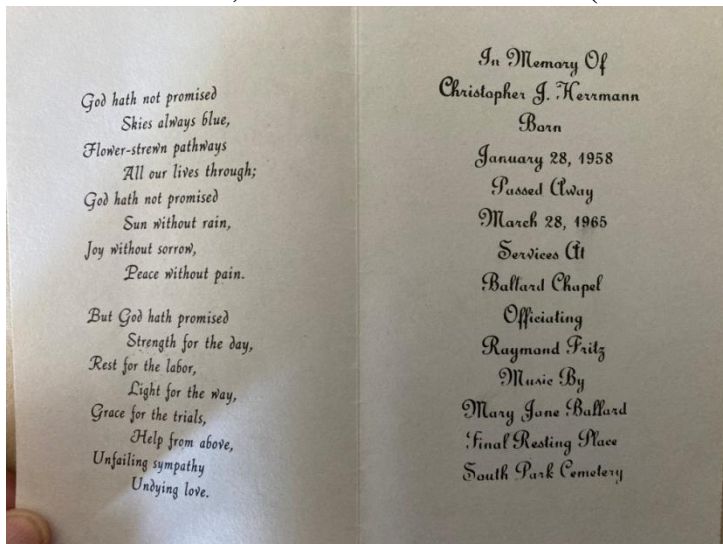 God hath not promised
Skies always blue,
Flower-strewn pathways
All our lives through;
God hath not promised
Sun without rain,
Joy without sorrow,
Peace without pain.
But God hath promised
Strength for the day,
Rest for the labor,
Light for the way,
Grace for the trials,
Help from above,
Unfailing sympathy
Undying love.
In Memory Of
Christopher J. Herrmann
Born
January 28, 1958
Passed Away
March 28, 1965
Services At
Ballard Chapel
Officiating
Raymond Fritz
Music By
Mary Jane Ballard
Final Resting Place
South Park Cemetery